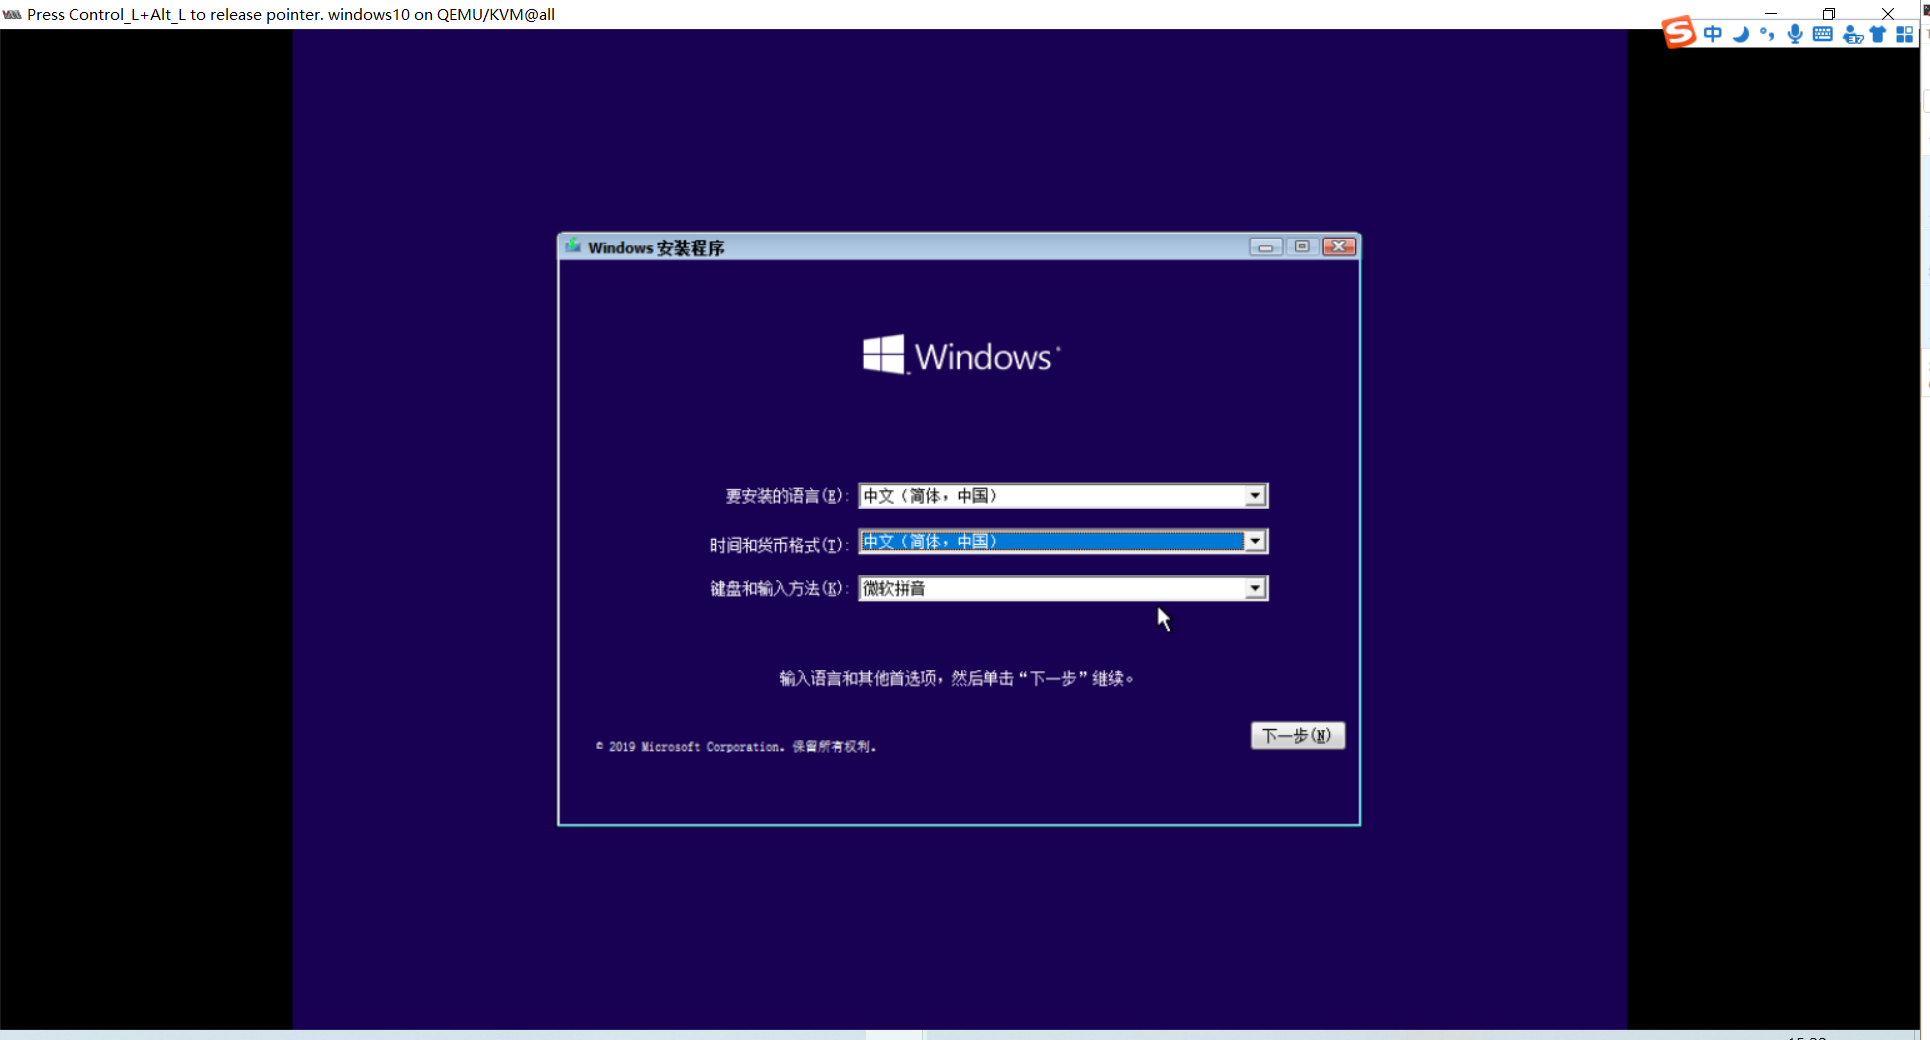 Press Control_L+Alt_L to release pointer. windows10 on QEMU/KVM@all
中
Windows 安装程序
Windows
要安装的语言(E): 中文（简体，中国）
时间和货币格式(T): 中文（简体，中国）
键盘和输入方法(K): 微软拼音
输入语言和其他首选项，然后单击“下一步”继续。
下一步(N)
© 2019 Microsoft Corporation. 保留所有权利。